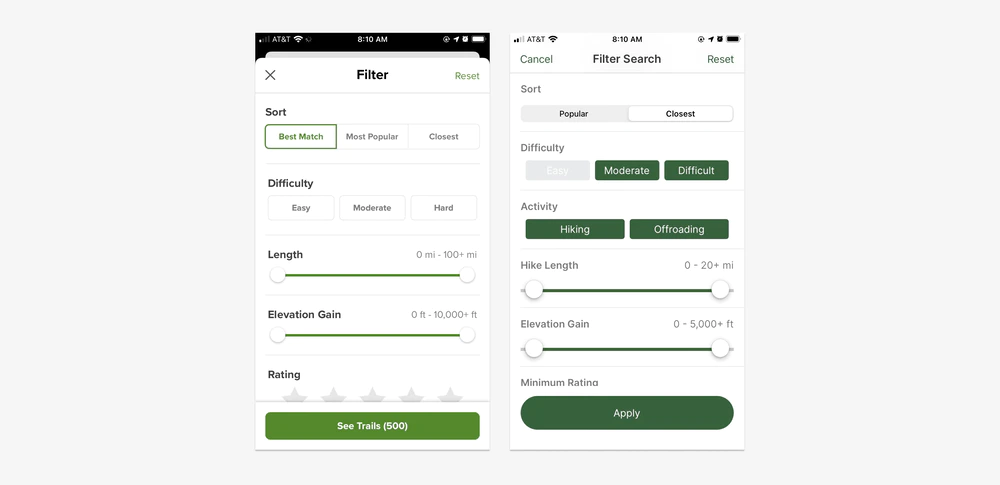 AT&T 8:10 AM
Filter Reset
Sort
Best Match Most Popular Closest
Difficulty
Easy Moderate Hard
Length 0 mi - 100+ mi
Elevation Gain 0 ft - 10,000+ ft
Rating
See Trails (500)
AT&T 8:10 AM
Cancel Filter Search Reset
Sort
Popular Closest
Difficulty
Easy Moderate Difficult
Activity
Hiking Offroading
Hike Length 0 - 20+ mi
Elevation Gain 0 - 5,000+ ft
Minimum Rating
Apply